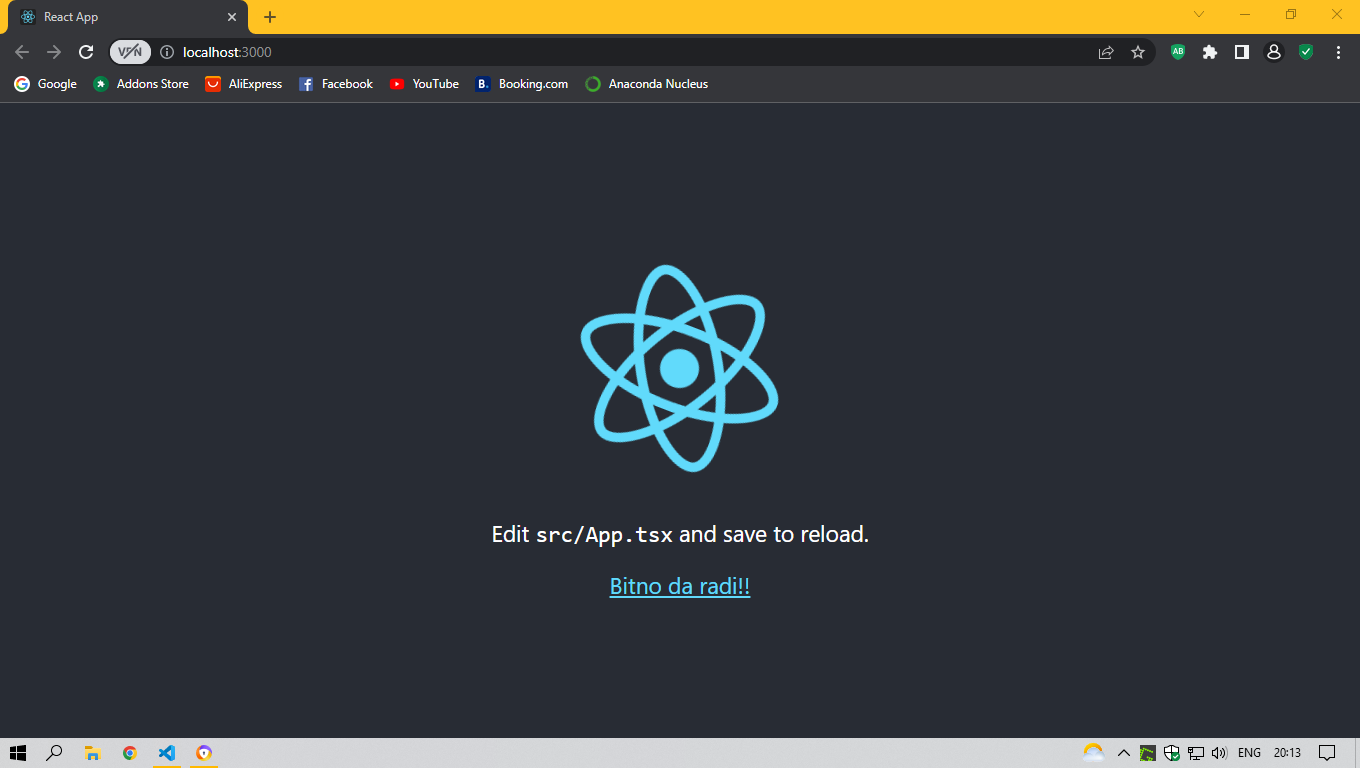 React App
VPN
localhost:3000
AB
Google
Addons Store
AliExpress
Facebook
YouTube
B. Booking.com
Anaconda Nucleus
Edit src/App.tsx and save to reload.
Bitno da radi!!
ENG
20:13